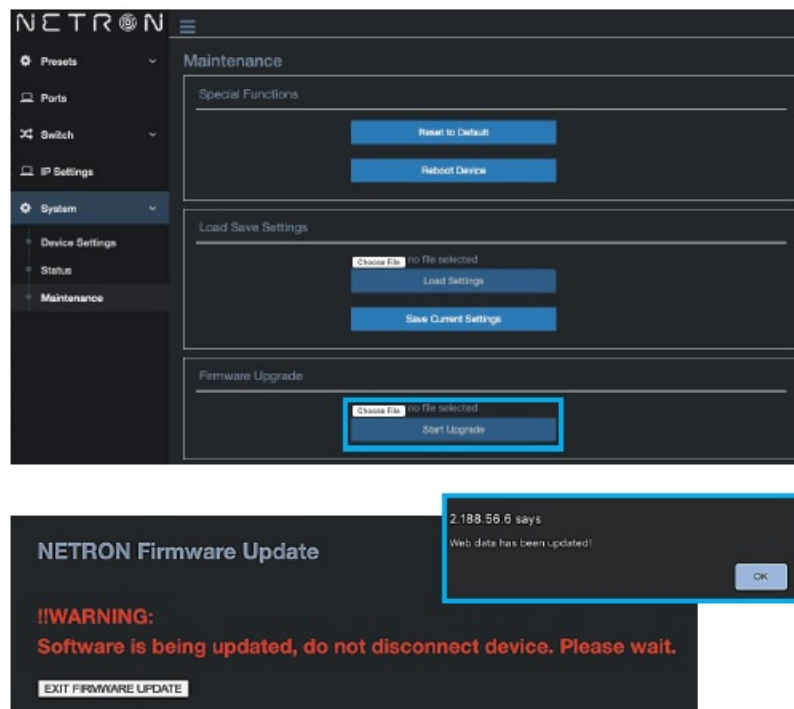 NETRON
Presets
Ports
Switch
IP Settings
System
Device Settings
Status
Maintenance
Maintenance
Special Functions
Reset to Default
Reboot Device
Load Save Settings
Choose File no file selected
Load Settings
Save Current Settings
Firmware Upgrade
Choose File no file selected
Start Upgrade
2.188.56.6 says
Web data has been updated!
OK
NETRON Firmware Update
!!WARNING:
Software is being updated, do not disconnect device. Please wait.
EXIT FIRMWARE UPDATE